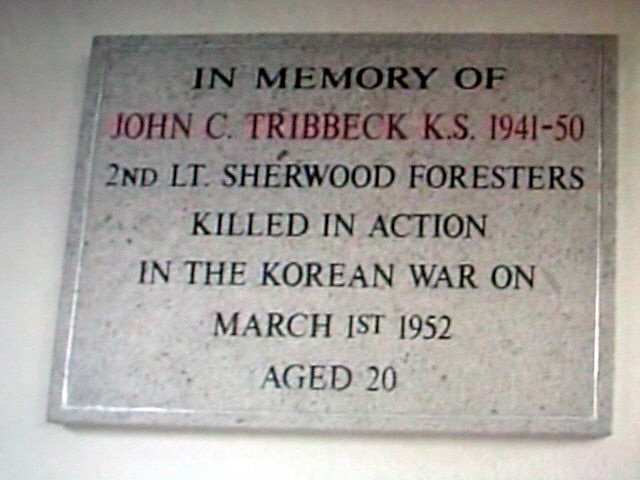 IN MEMORY OF
JOHN C. TRIBBECK K.S. 1941-50
2ND LT. SHERWOOD FORESTERS
KILLED IN ACTION
IN THE KOREAN WAR ON
MARCH 1ST 1952
AGED 20